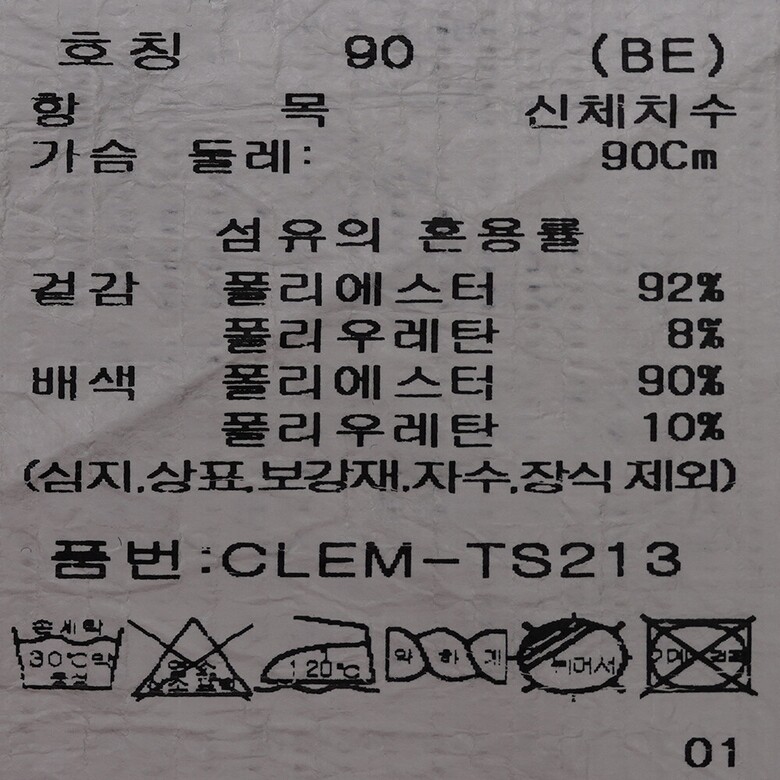 호칭 90 (BE)
항 목 신체치수
가슴 둘레: 90Cm
섬유의 혼용률
겉감 폴리에스터 92%
폴리우레탄 8%
배색 폴리에스터 90%
폴리우레탄 10%
(심지,상표,보강재,자수,장식 제외)
품번:CLEM-TS213
손세탁
30℃약
중성
120℃
약하게
01